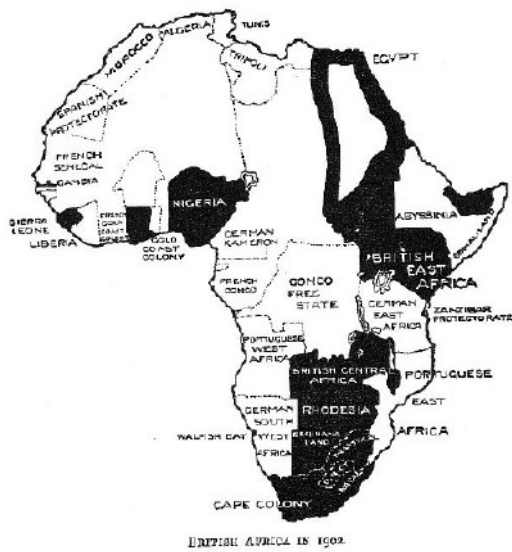 TUNIS
ALGERIA
MOROCCO
TRIPOLI
EGYPT
SPANISH
PROTECTORATE
FRENCH
SENEGAL
GAMBIA
SIERRA
LEONE
LIBERIA
NIGERIA
GOLD
COAST
COLONY
GERMAN
KAMERON
ABYSSINIA
SOMALILAND
BRITISH
EAST
AFRICA
FRENCH
CONGO
CONGO
FREE
STATE
GERMAN
EAST
AFRICA
ZANZIBAR
PROTECTORATE
PORTUGUESE
WEST
AFRICA
BRITISH CENTRAL
AFRICA
PORTUGUESE
EAST
AFRICA
GERMAN
SOUTH
WEST
AFRICA
RHODESIA
WALFISH BAY
LAND
CAPE COLONY
BRITISH AFRICA IN 1902